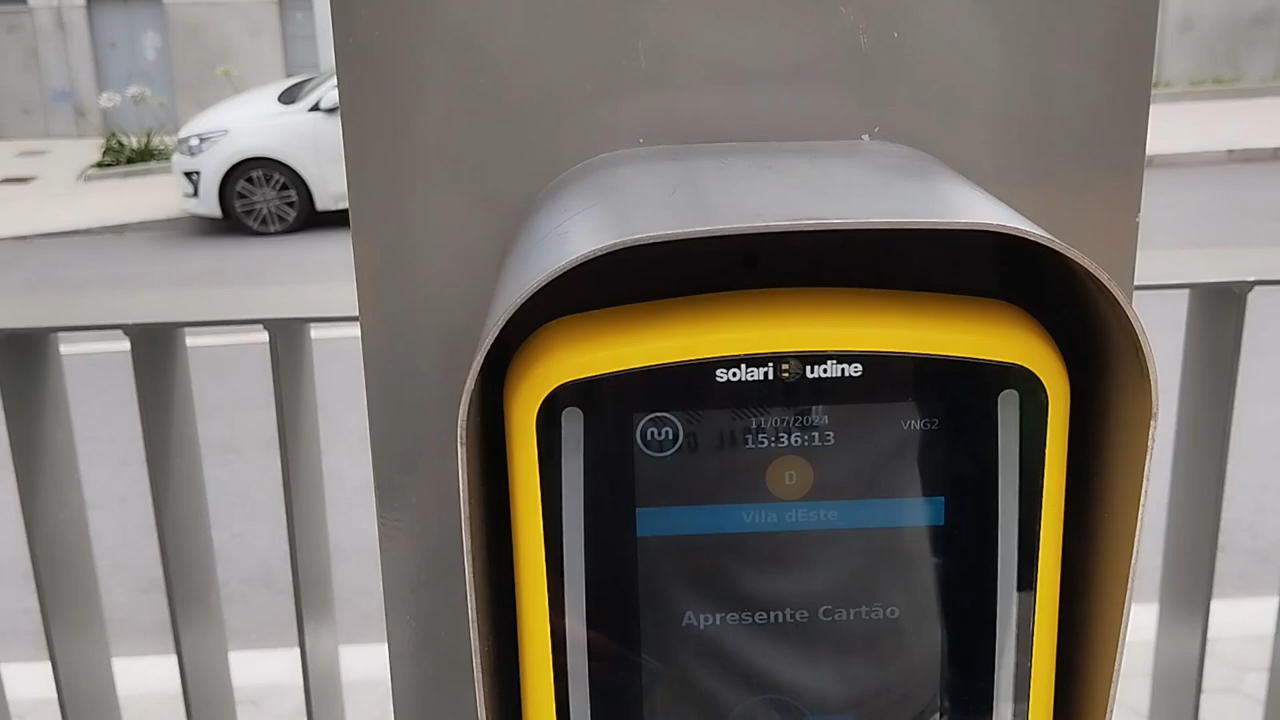 solari udine
11/07/2024
15:36:13
VNG2
D
Vila dEste
Apresente Cartão